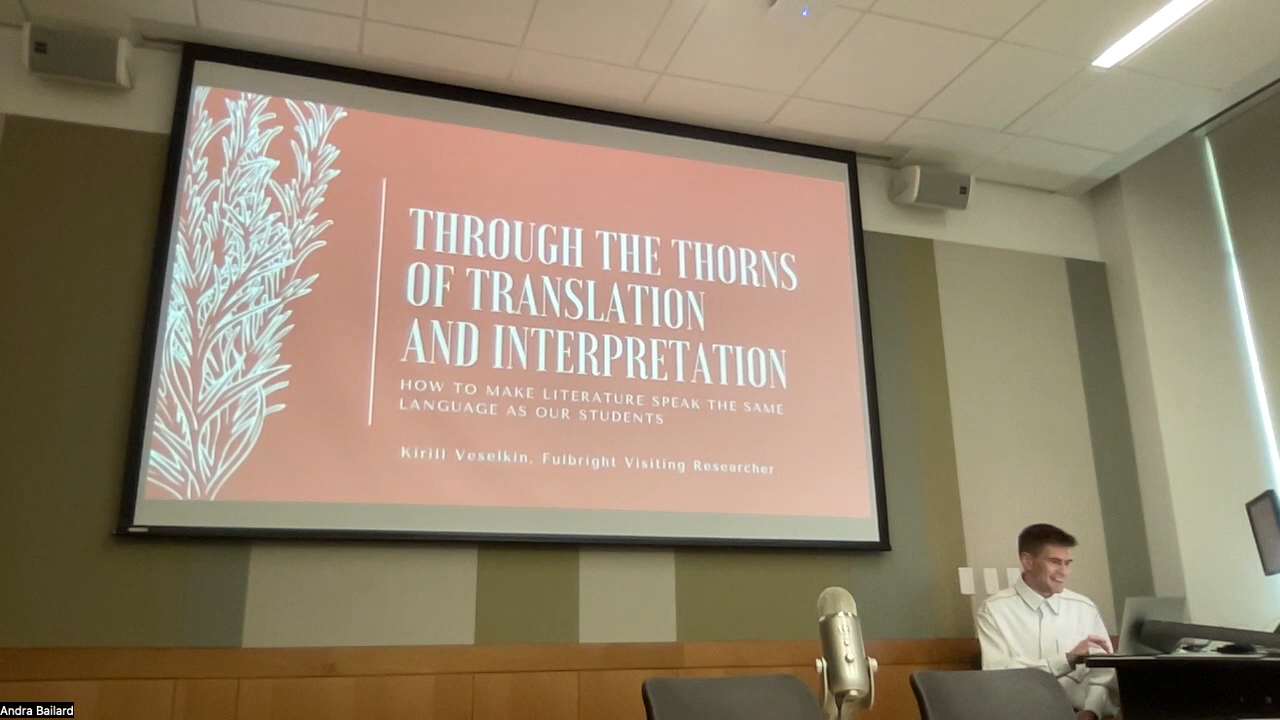 THROUGH THE THORNS
OF TRANSLATION
AND INTERPRETATION
HOW TO MAKE LITERATURE SPEAK THE SAME
LANGUAGE AS OUR STUDENTS
Kirill Veselkin, Fulbright Visiting Researcher
Andra Bailard